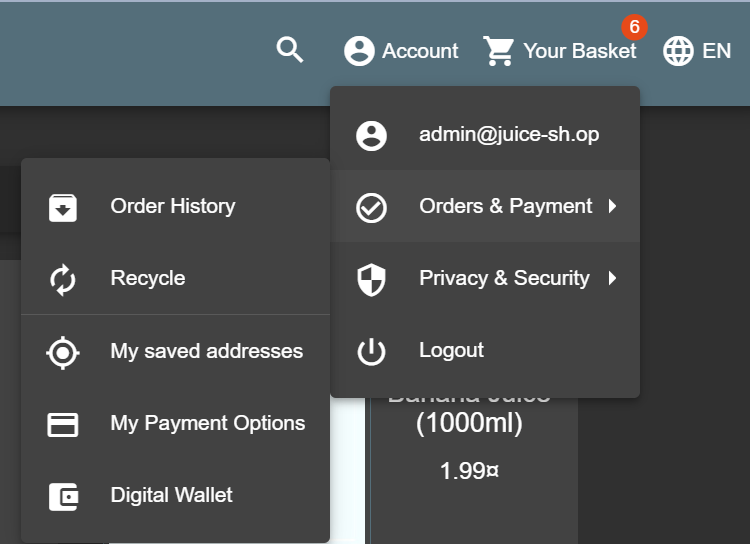 6
Account
Your Basket
EN
admin@juice-sh.op
Orders & Payment
Privacy & Security
Logout
Order History
Recycle
My saved addresses
My Payment Options
Digital Wallet
Banana Juice
(1000ml)
1.99¤